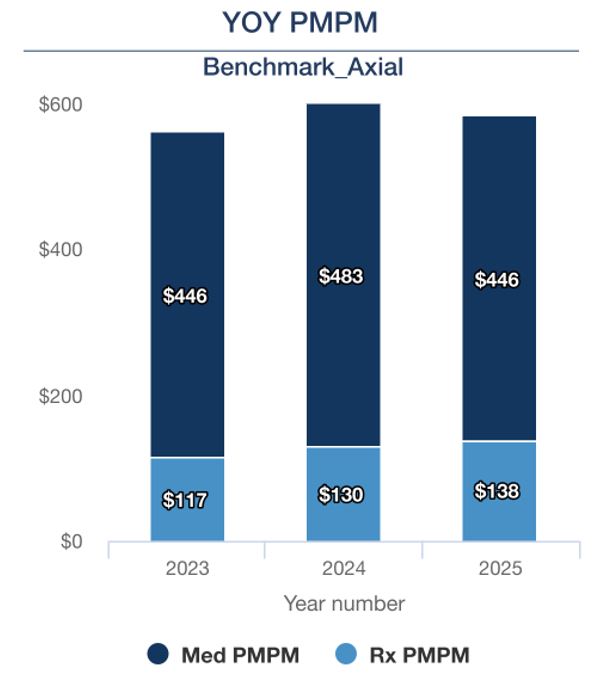 YOY PMPM
Benchmark_Axial
$600
$400
$200
$0
$446
$483
$446
$117
$130
$138
2023 2024 2025
Year number
Med PMPM Rx PMPM